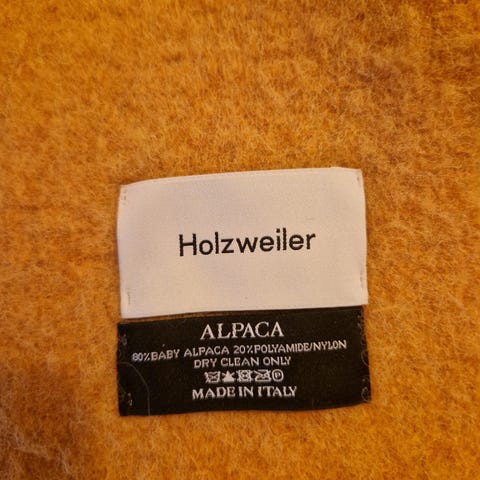 Holzweiler
ALPACA
80%BABY ALPACA 20%POLYAMIDE/NYLON
DRY CLEAN ONLY
MADE IN ITALY